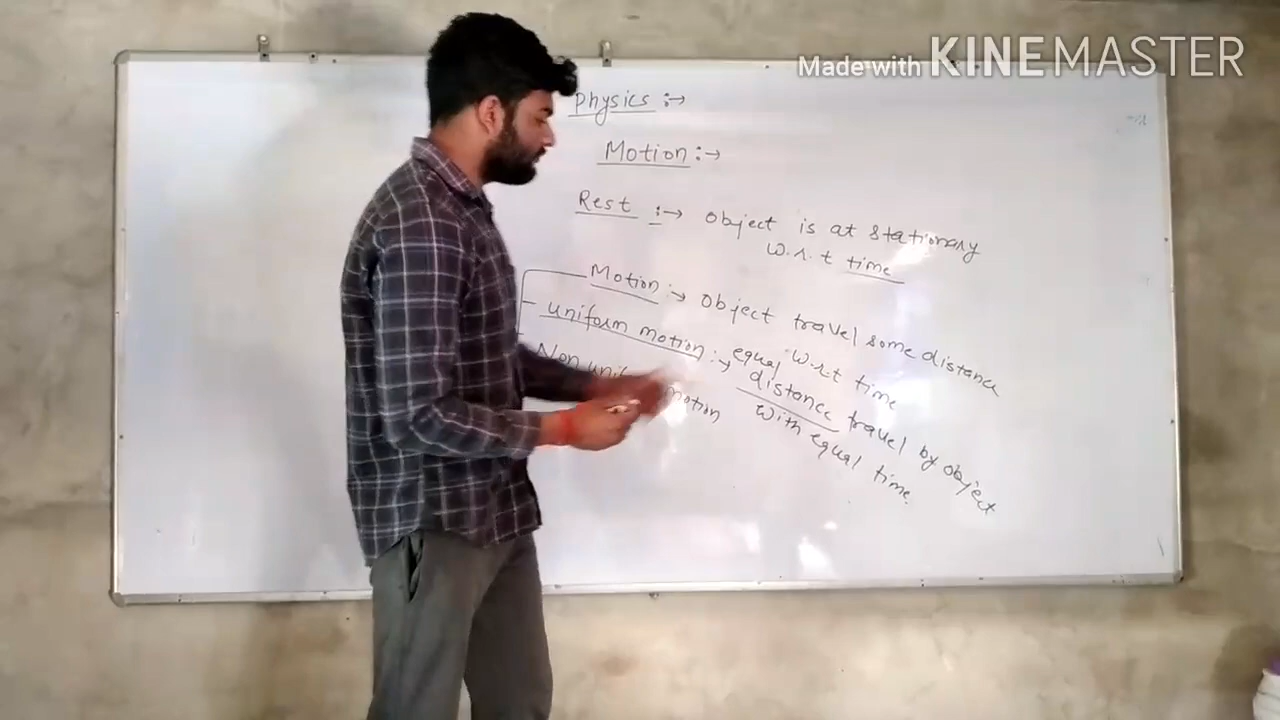 Made with KINEMASTER
Physics :→
Motion :→
Rest :→ Object is at stationary
w.r.t time
Motion :→ Object travel some distance
w.r.t time
uniform motion :→ equal distance travel by object
with equal time.
Non motion